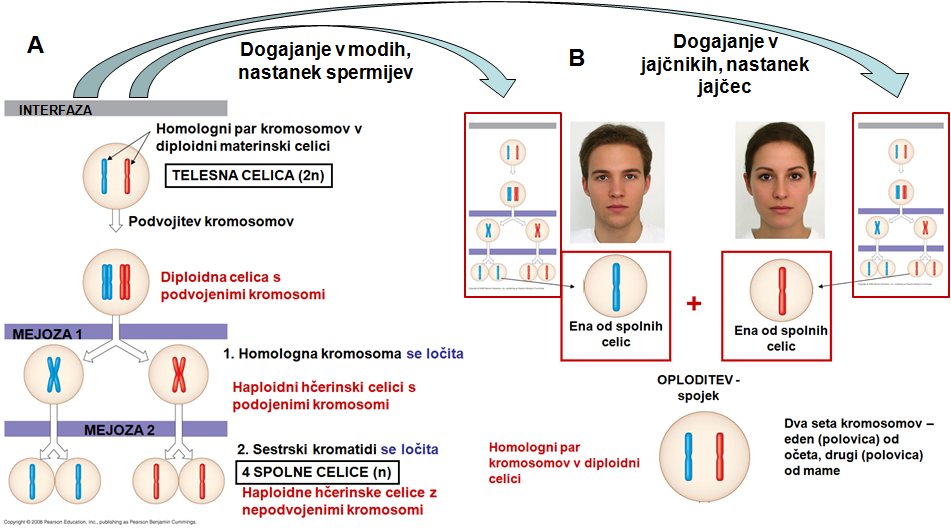 A
Dogajanje v modih,
nastanek spermijev
B
Dogajanje v
jajčnikih, nastanek
jajčec
INTERFAZA
Homologni par kromosomov v
diploidni materinski celici
TELESNA CELICA (2n)
Podvojitev kromosomov
Diploidna celica s
podvojenimi kromosomi
MEJOZA 1
1. Homologna kromosoma se ločita
Haploidni hčerinski celici s
podojenimi kromosomi
MEJOZA 2
2. Sestrski kromatidi se ločita
4 SPOLNE CELICE (n)
Haploidne hčerinske celice z
nepodvojenimi kromosomi
Copyright © 2008 Pearson Education, Inc., publishing as Pearson Benjamin Cummings.
Ena od spolnih
celic
+
Ena od spolnih
celic
OPLODITEV -
spojek
Homologni par
kromosomov v diploidni
celici
Dva seta kromosomov –
eden (polovica) od
očeta, drugi (polovica)
od mame